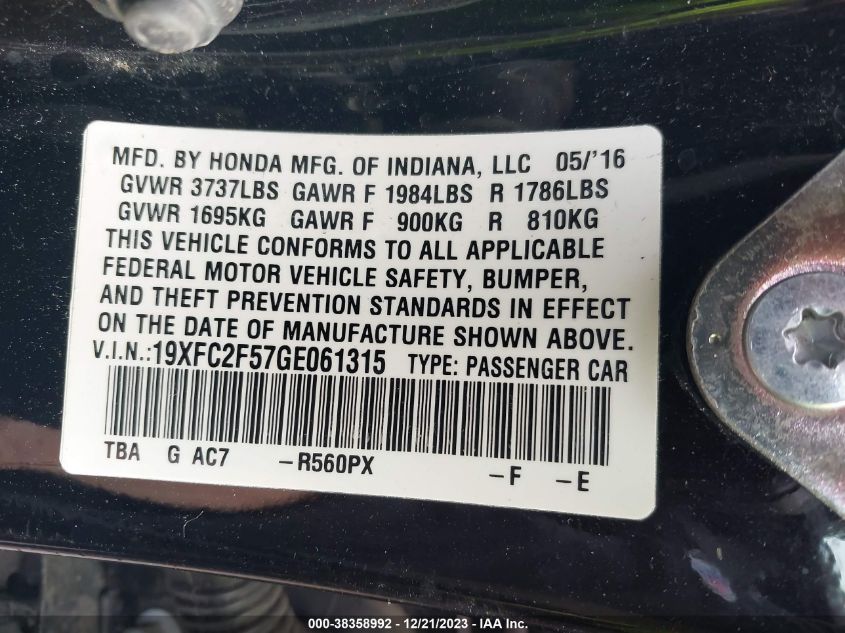 MFD. BY HONDA MFG. OF INDIANA, LLC 05/'16
GVWR 3737LBS GAWR F 1984LBS R 1786LBS
GVWR 1695KG GAWR F 900KG R 810KG
THIS VEHICLE CONFORMS TO ALL APPLICABLE
FEDERAL MOTOR VEHICLE SAFETY, BUMPER,
AND THEFT PREVENTION STANDARDS IN EFFECT
ON THE DATE OF MANUFACTURE SHOWN ABOVE.
V.I.N.:19XFC2F57GE061315 TYPE: PASSENGER CAR
TBA G AC7 -R560PX -F -E
000-38358992 - 12/21/2023 - IAA Inc.